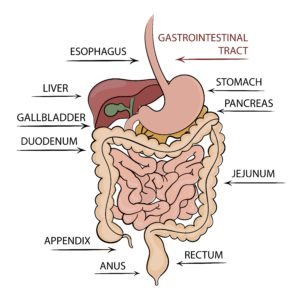 GASTROINTESTINAL
TRACT
ESOPHAGUS
LIVER
STOMACH
PANCREAS
GALLBLADDER
DUODENUM
JEJUNUM
APPENDIX
RECTUM
ANUS